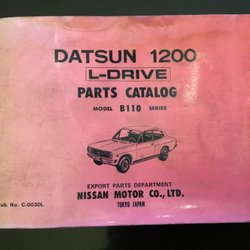 DATSUN 1200
L-DRIVE
PARTS CATALOG
MODEL B110 SERIES
EXPORT PARTS DEPARTMENT
NISSAN MOTOR CO., LTD.
TOKYO JAPAN
ub. No. C-0030L